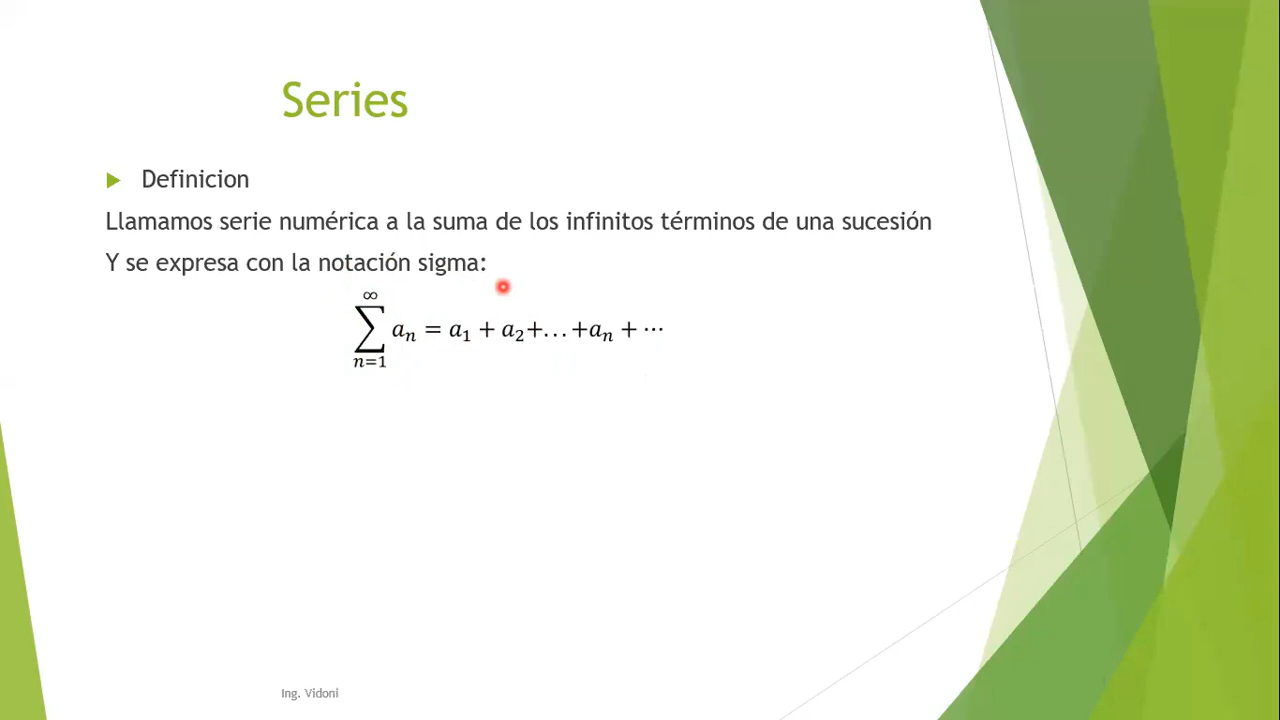 Series
Definicion
Llamamos serie numérica a la suma de los infinitos términos de una sucesión
Y se expresa con la notación sigma:
∑_{n=1}^{∞} a_n = a_1 + a_2+...+a_n + ⋯
Ing. Vidoni